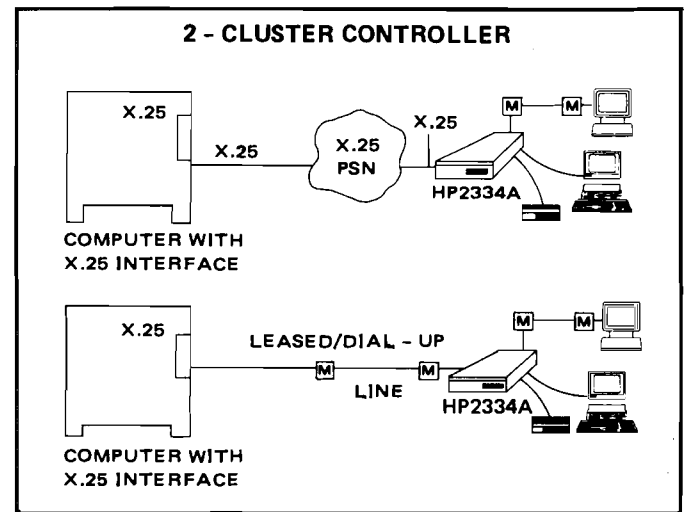 2 - CLUSTER CONTROLLER
X.25
X.25
X.25
PSN
X.25
M
M
HP2334A
COMPUTER WITH
X.25 INTERFACE
X.25
LEASED/DIAL - UP
M
M
LINE
M
M
HP2334A
COMPUTER WITH
X.25 INTERFACE